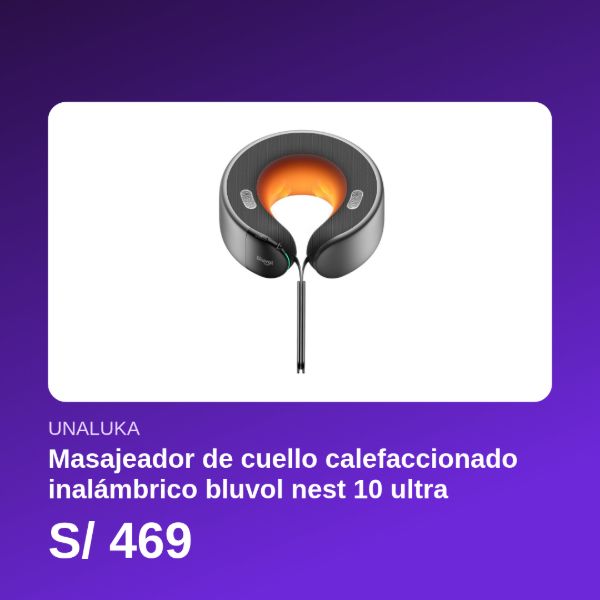 UNALUKA
Masajeador de cuello calefaccionado
inalámbrico bluvol nest 10 ultra
S/ 469